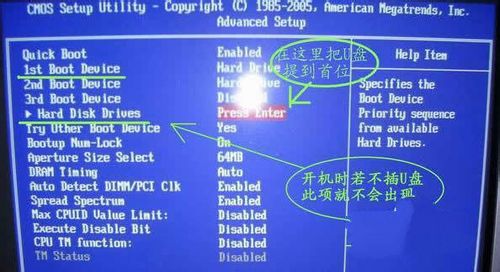 CMOS Setup Utility - Copyright (C) 1985-2005, American Megatrends, Inc.
Advanced Setup
Quick Boot Enabled
1st Boot Device Hard Drive
2nd Boot Device
3rd Boot Device
▶ Hard Disk Drives Press Enter
Try Other Boot Device Yes
Bootup Num-Lock On
Aperture Size Select 64MB
DRAM Timing Auto
Auto Detect DIMM/PCI Clk Enabled
Spread Spectrum Enabled
Max CPUID Value Limit: Disabled
Execute Disable Bit Disabled
CPU TM function: Disabled
TM Status Disabled
在这里把U盘
提到首位
开机时若不插U盘
此项就不会出现
Help Item
Specifies the
Boot Device
Priority sequence
from available
Hard Drives.